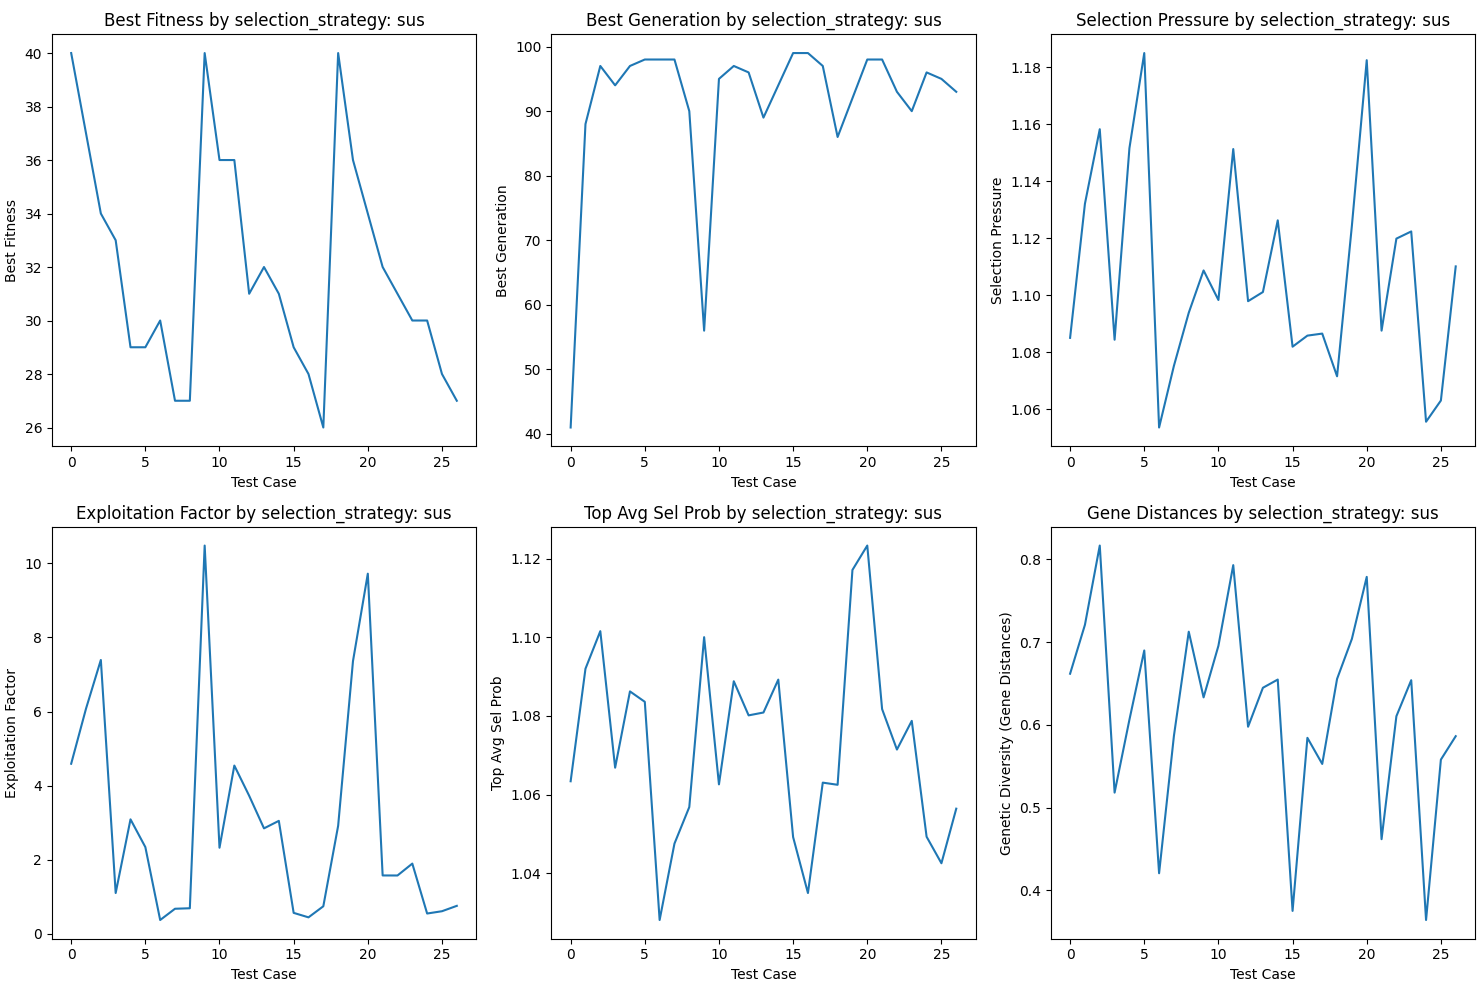 Best Fitness by selection_strategy: sus
Best Fitness
40
38
36
34
32
30
28
26
0 5 10 15 20 25
Test Case
Best Generation by selection_strategy: sus
Best Generation
100
90
80
70
60
50
40
0 5 10 15 20 25
Test Case
Selection Pressure by selection_strategy: sus
Selection Pressure
1.18
1.16
1.14
1.12
1.10
1.08
1.06
0 5 10 15 20 25
Test Case
Exploitation Factor by selection_strategy: sus
Exploitation Factor
10
8
6
4
2
0
0 5 10 15 20 25
Test Case
Top Avg Sel Prob by selection_strategy: sus
Top Avg Sel Prob
1.12
1.10
1.08
1.06
1.04
0 5 10 15 20 25
Test Case
Gene Distances by selection_strategy: sus
Genetic Diversity (Gene Distances)
0.8
0.7
0.6
0.5
0.4
0 5 10 15 20 25
Test Case